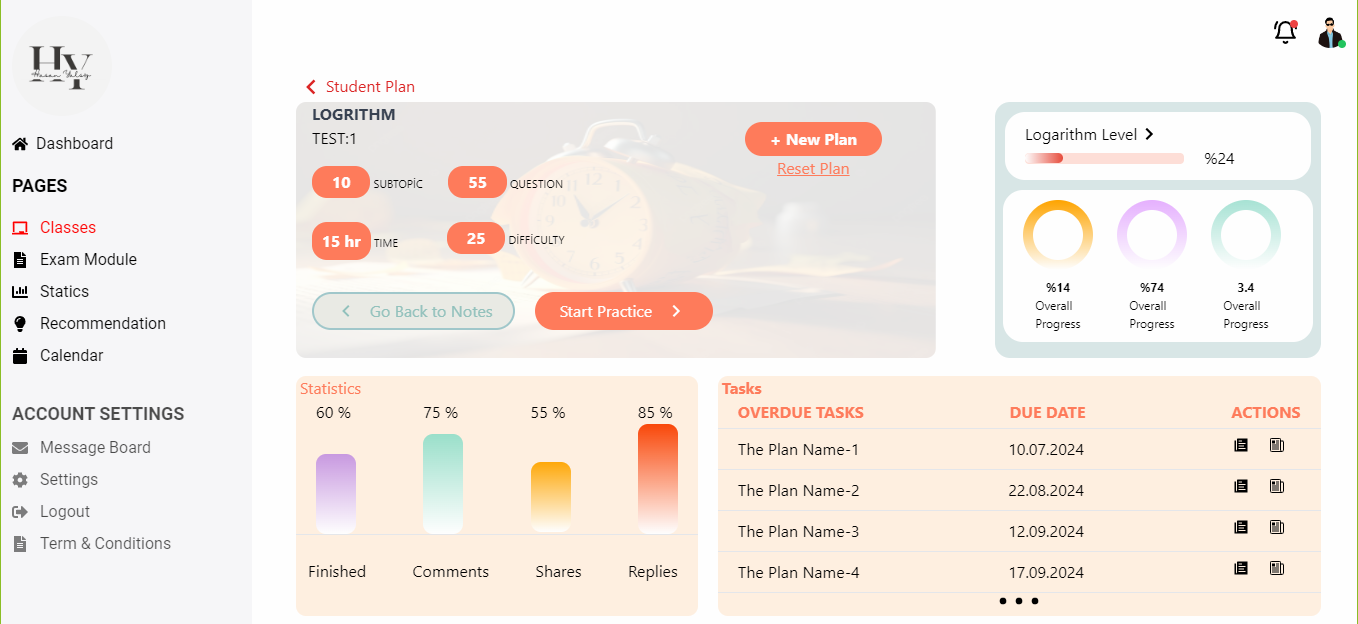 Hy
Hasan Yalsy
Dashboard
PAGES
Classes
Exam Module
Statics
Recommendation
Calendar
ACCOUNT SETTINGS
Message Board
Settings
Logout
Term & Conditions
Student Plan
LOGRITHM
TEST:1
10 SUBTOPİC 55 QUESTION
15 hr TIME 25 DİFFİCULTY
+ New Plan
Reset Plan
Go Back to Notes
Start Practice
Logarithm Level
%24
%14 %74 3.4
Overall Overall Overall
Progress Progress Progress
Statistics
60 % 75 % 55 % 85 %
Finished Comments Shares Replies
Tasks
OVERDUE TASKS DUE DATE ACTIONS
The Plan Name-1 10.07.2024
The Plan Name-2 22.08.2024
The Plan Name-3 12.09.2024
The Plan Name-4 17.09.2024